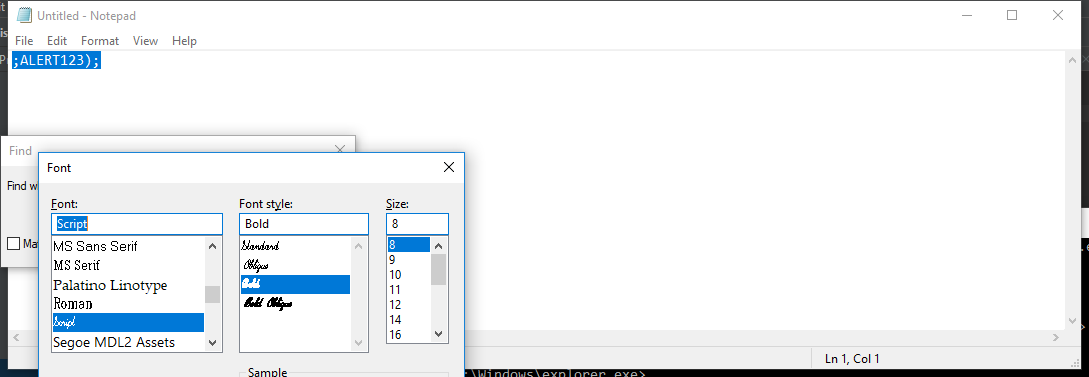 Untitled - Notepad
File Edit Format View Help
;ALERT123);
Find
Find w
Ma
Font
Font:
Script
MS Sans Serif
MS Serif
Palatino Linotype
Roman
Script
Segoe MDL2 Assets
Font style:
Bold
Standard
Oblique
Bold
Bold Oblique
Size:
8
8
9
10
11
12
14
16
Sample
Ln 1, Col 1
:\Windows\explorer.exe>